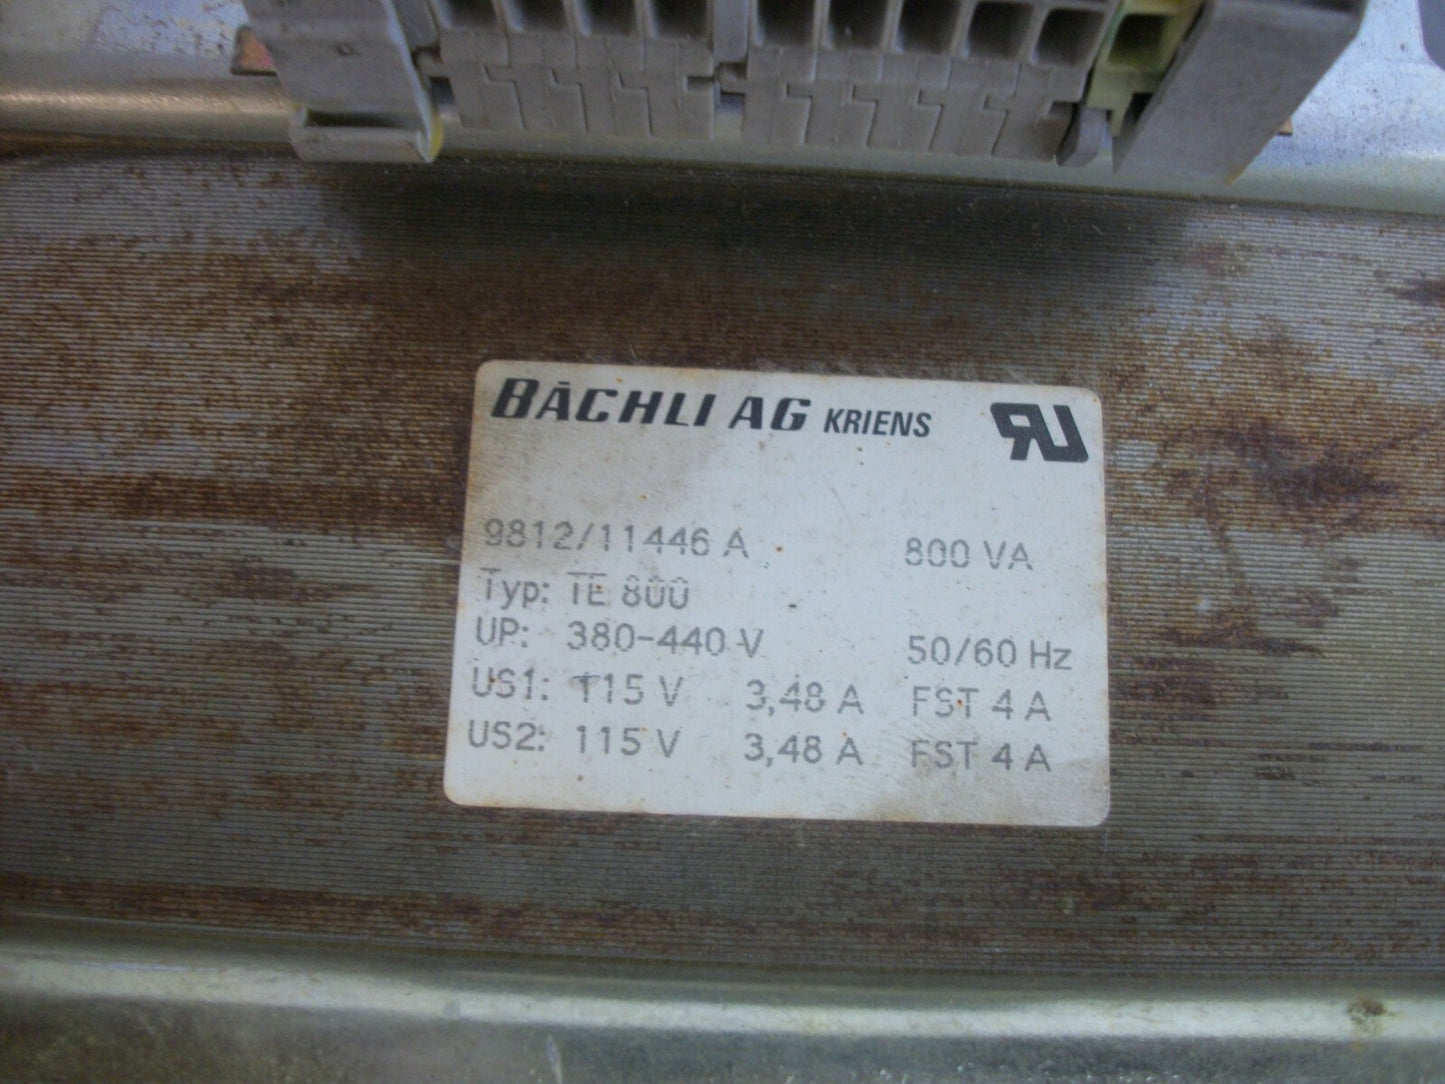 BÄCHLI AG KRIENS RU
9812/11446 A 800 VA
Typ: TE 800
UP: 380-440 V 50/60 Hz
US1: 115 V 3,48 A FST 4 A
US2: 115 V 3,48 A FST 4 A